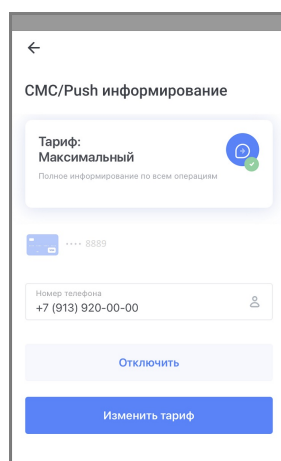 СМС/Push информирование
Тариф:
Максимальный
Полное информирование по всем операциям
···· 8889
Номер телефона
+7 (913) 920-00-00
Отключить
Изменить тариф